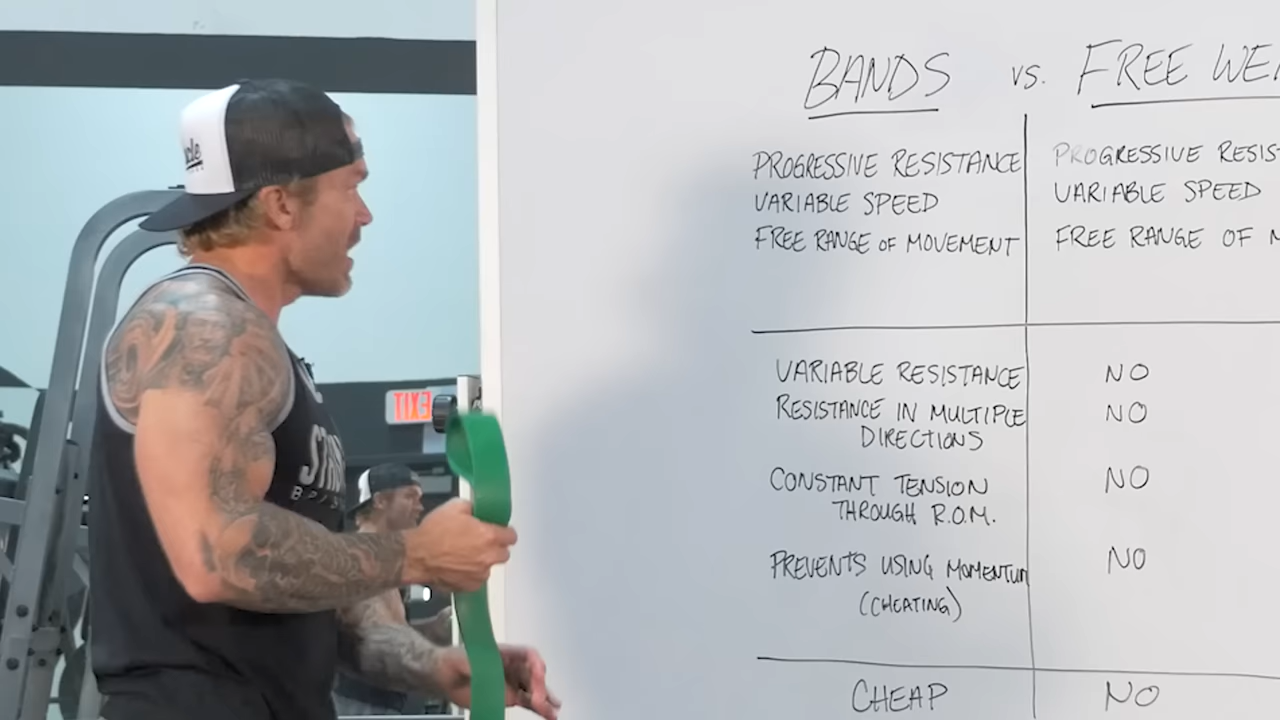 BANDS vs. FREE
PROGRESSIVE RESISTANCE PROGRESSIVE
VARIABLE SPEED VARIABLE SPEED
FREE RANGE OF MOVEMENT FREE RANGE OF
VARIABLE RESISTANCE NO
RESISTANCE IN MULTIPLE NO
DIRECTIONS
CONSTANT TENSION NO
THROUGH R.O.M.
PREVENTS USING MOMENTUM NO
(CHEATING)
CHEAP NO
EXIT